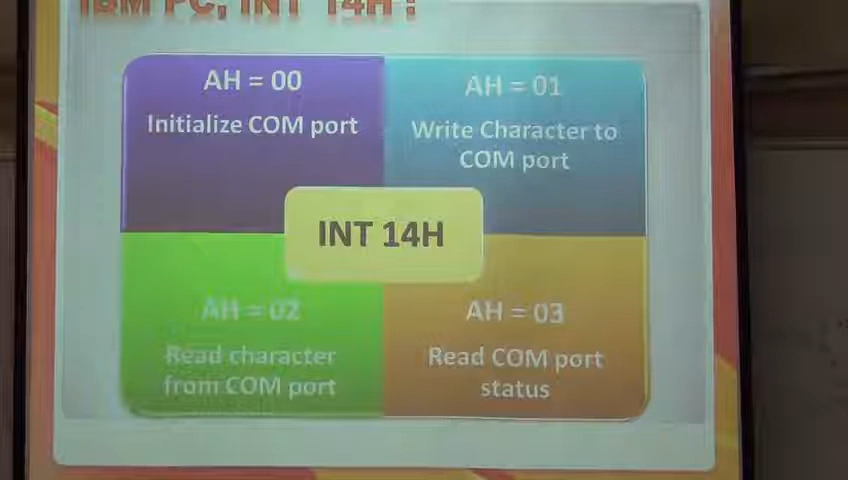 IBM PC, INT 14H :
AH = 00
Initialize COM port
AH = 01
Write Character to
COM port
INT 14H
AH = 02
Read character
from COM port
AH = 03
Read COM port
status